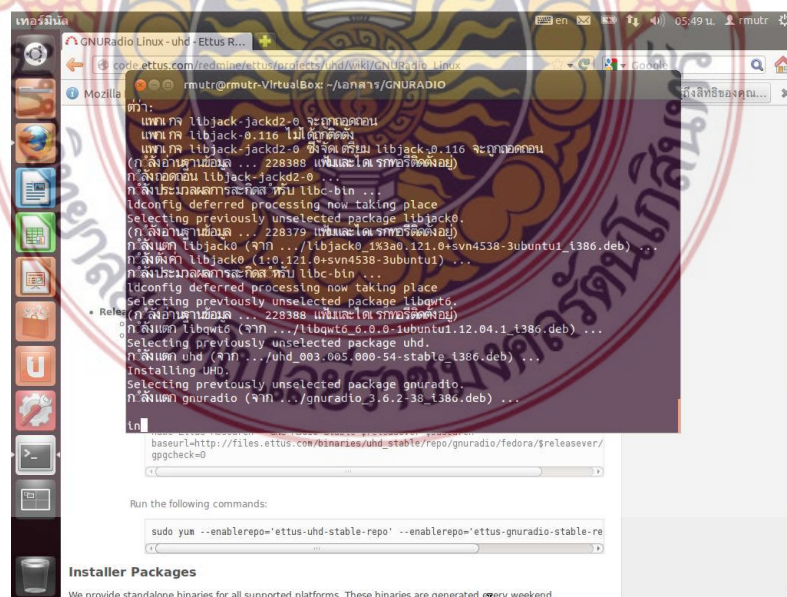 เทอร์มินัล
en
05:49 น.
rmutr
GNURadio Linux - uhd - Ettus R...
code.ettus.com/redmine/ettus/projects/uhd/wiki/GNURadio_Linux
Google
Mozilla
ถึงสิทธิของคุณ...
rmutr@rmutr-VirtualBox: ~/เอกสาร/GNURADIO
ตว่า:
แพกเกจ libjack-jackd2-0 จะถูกถอดถอน
แพกเกจ libjack-0.116 ไม่ได้ถูกติดตั้ง
แพกเกจ libjack-jackd2-0 ซึ่งจัดเตรียม libjack-0.116 จะถูกถอดถอน
(กำลังอ่านฐานข้อมูล ... 228388 แฟ้มและไดเรกทอรีติดตั้งอยู่)
กำลังถอดถอน libjack-jackd2-0 ...
กำลังประมวลผลการสะกิดสำหรับ libc-bin ...
ldconfig deferred processing now taking place
Selecting previously unselected package libjack0.
(กำลังอ่านฐานข้อมูล ... 228379 แฟ้มและไดเรกทอรีติดตั้งอยู่)
กำลังแตก libjack0 (จาก .../libjack0_1%3a0.121.0+svn4538-3ubuntu1_i386.deb) ...
กำลังตั้งค่า libjack0 (1:0.121.0+svn4538-3ubuntu1) ...
กำลังประมวลผลการสะกิดสำหรับ libc-bin ...
ldconfig deferred processing now taking place
Selecting previously unselected package libqwt6.
(กำลังอ่านฐานข้อมูล ... 228388 แฟ้มและไดเรกทอรีติดตั้งอยู่)
กำลังแตก libqwt6 (จาก .../libqwt6_6.0.0-1ubuntu1.12.04.1_i386.deb) ...
Selecting previously unselected package uhd.
กำลังแตก uhd (จาก .../uhd_003.005.000-54-stable_i386.deb) ...
Installing UHD.
Selecting previously unselected package gnuradio.
กำลังแตก gnuradio (จาก .../gnuradio_3.6.2-38_i386.deb) ...
in
baseurl=http://files.ettus.com/binaries/uhd_stable/repo/gnuradio/fedora/$releasever/
gpgcheck=0
Run the following commands:
sudo yum --enablerepo='ettus-uhd-stable-repo' --enablerepo='ettus-gnuradio-stable-re
Installer Packages
We provide standalone binaries for all supported platforms. These binaries are generated every weekend